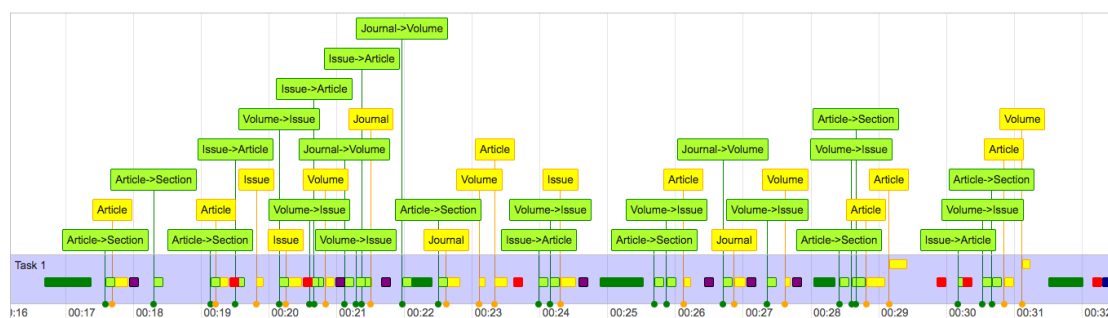 Journal->Volume
Issue->Article
Issue->Article
Volume->Issue
Journal
Article->Section
Volume
Issue->Article
Journal->Volume
Article
Journal->Volume
Volume->Issue
Article
Article->Section
Issue
Volume
Volume
Issue
Article
Volume
Article
Article->Section
Article
Article
Volume->Issue
Article->Section
Volume->Issue
Volume->Issue
Volume->Issue
Article
Volume->Issue
Article->Section
Article->Section
Issue
Volume->Issue
Journal
Issue->Article
Article->Section
Journal
Article->Section
Issue->Article
Task 1
):16 00:17 00:18 00:19 00:20 00:21 00:22 00:23 00:24 00:25 00:26 00:27 00:28 00:29 00:30 00:31 00:32